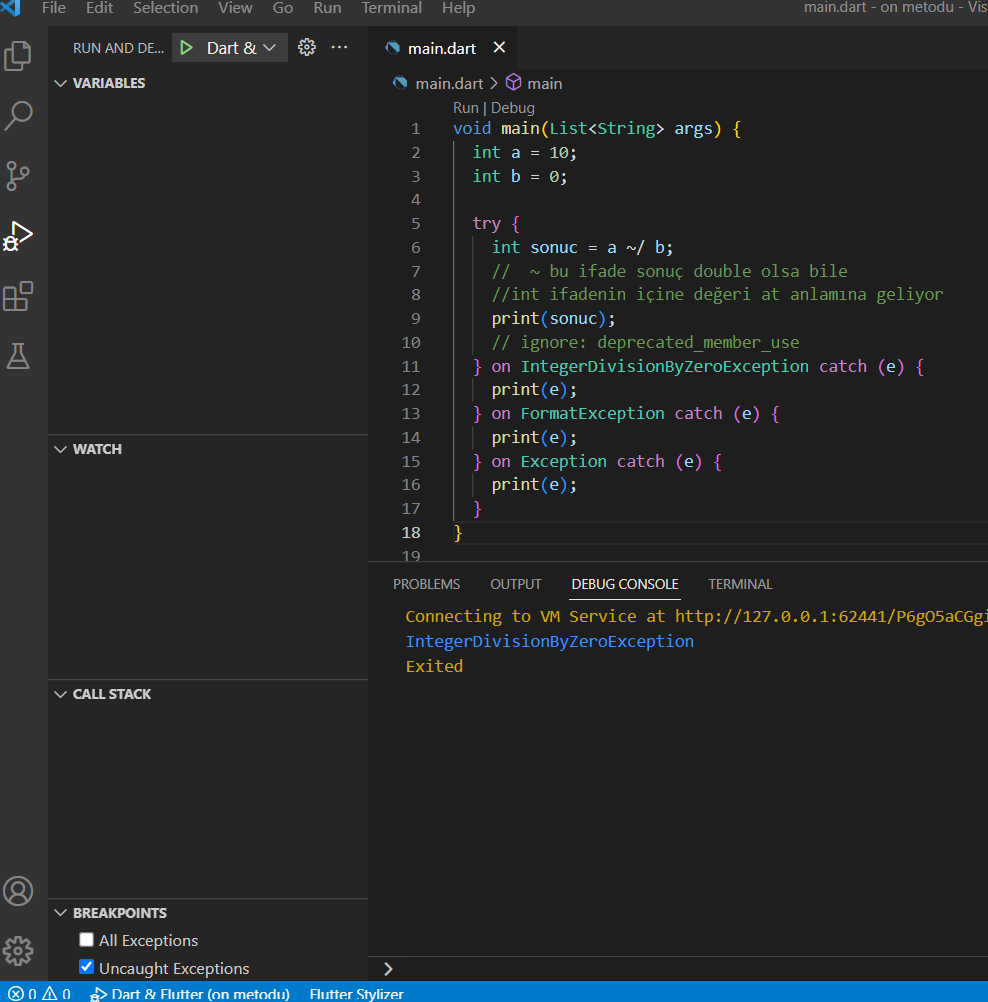 File Edit Selection View Go Run Terminal Help main.dart - on metodu - Vis
RUN AND DE... Dart & ...
VARIABLES
WATCH
CALL STACK
BREAKPOINTS
All Exceptions
Uncaught Exceptions
main.dart
main.dart > main
Run | Debug
1 void main(List<String> args) {
2 int a = 10;
3 int b = 0;
4
5 try {
6 int sonuc = a ~/ b;
7 //  ~ bu ifade sonuç double olsa bile
8 //int ifadenin içine değeri at anlamına geliyor
9 print(sonuc);
10 // ignore: deprecated_member_use
11 } on IntegerDivisionByZeroException catch (e) {
12 print(e);
13 } on FormatException catch (e) {
14 print(e);
15 } on Exception catch (e) {
16 print(e);
17 }
18 }
19
PROBLEMS OUTPUT DEBUG CONSOLE TERMINAL
Connecting to VM Service at http://127.0.0.1:62441/P6gO5aCGgi
IntegerDivisionByZeroException
Exited
>
0 0 Dart & Flutter (on metodu) Flutter Stylizer